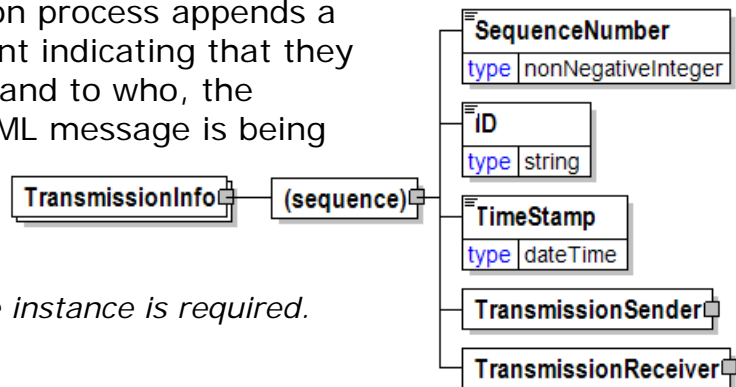 on process appends a
nt indicating that they
and to who, the
ML message is being
e instance is required.
TransmissionInfo
(sequence)
SequenceNumber
type nonNegativeInteger
ID
type string
TimeStamp
type dateTime
TransmissionSender
TransmissionReceiver